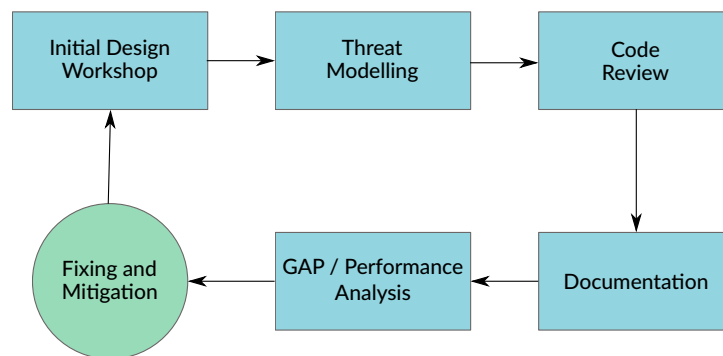 Initial Design
Workshop
Threat
Modelling
Code
Review
Fixing and
Mitigation
GAP / Performance
Analysis
Documentation